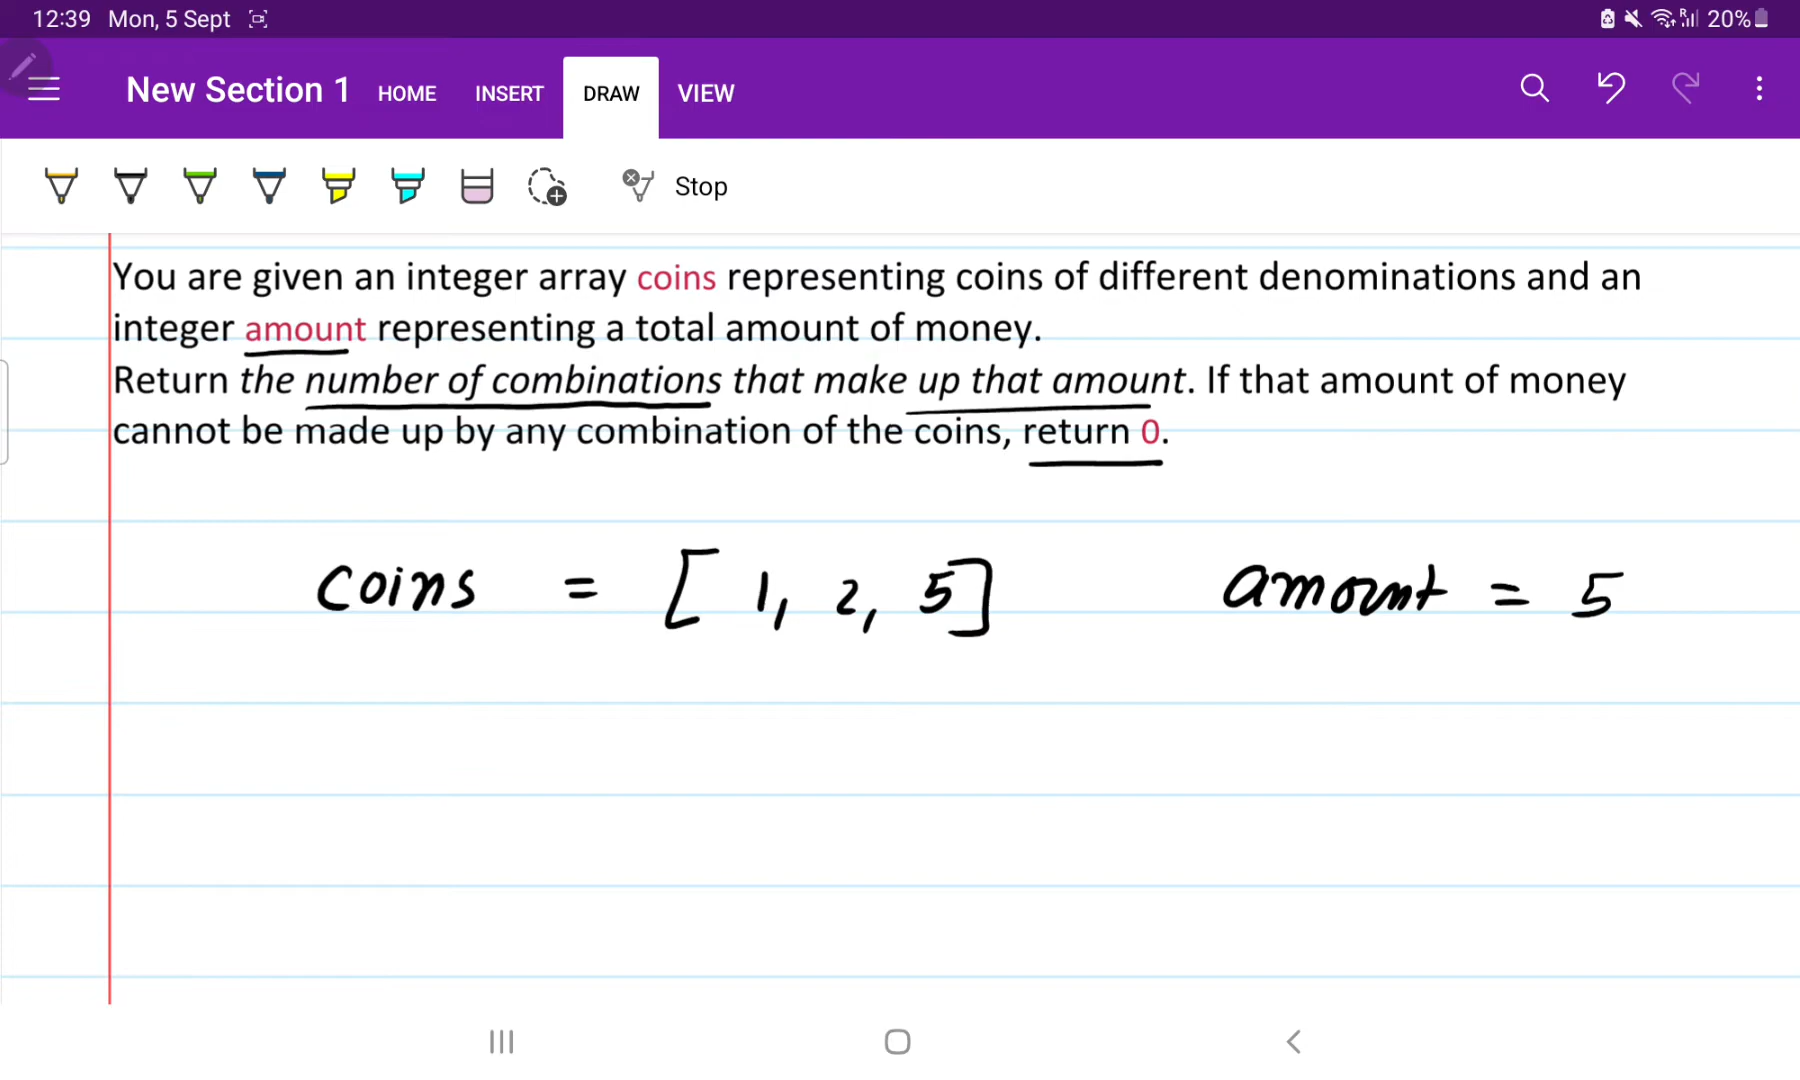 12:39 Mon, 5 Sept 20%
New Section 1 HOME INSERT DRAW VIEW
Stop
You are given an integer array coins representing coins of different denominations and an
integer amount representing a total amount of money.
Return the number of combinations that make up that amount. If that amount of money
cannot be made up by any combination of the coins, return 0.
coins = [ 1, 2, 5] amount = 5